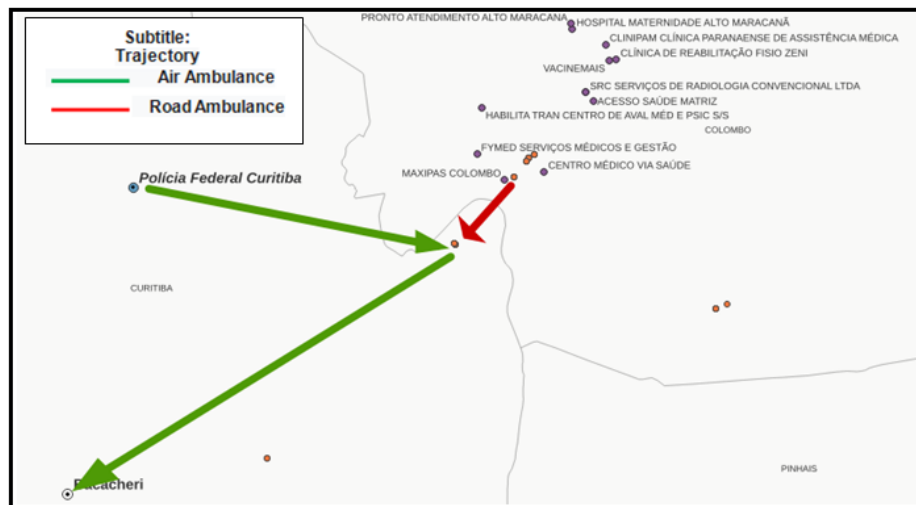 Subtitle:
Trajectory
Air Ambulance
Road Ambulance
PRONTO ATENDIMENTO ALTO MARACANA
HOSPITAL MATERNIDADE ALTO MARACANÃ
CLINIPAM CLÍNICA PARANAENSE DE ASSISTÊNCIA MÉDICA
CLÍNICA DE REABILITAÇÃO FISIO ZENI
VACINEMAIS
SRC SERVIÇOS DE RADIOLOGIA CONVENCIONAL LTDA
ACESSO SAÚDE MATRIZ
HABILITA TRAN CENTRO DE AVAL MÉD E PSIC S/S
COLOMBO
FYMED SERVIÇOS MÉDICOS E GESTÃO
CENTRO MÉDICO VIA SAÚDE
MAXIPAS COLOMBO
Polícia Federal Curitiba
CURITIBA
PINHAIS
Bacacheri